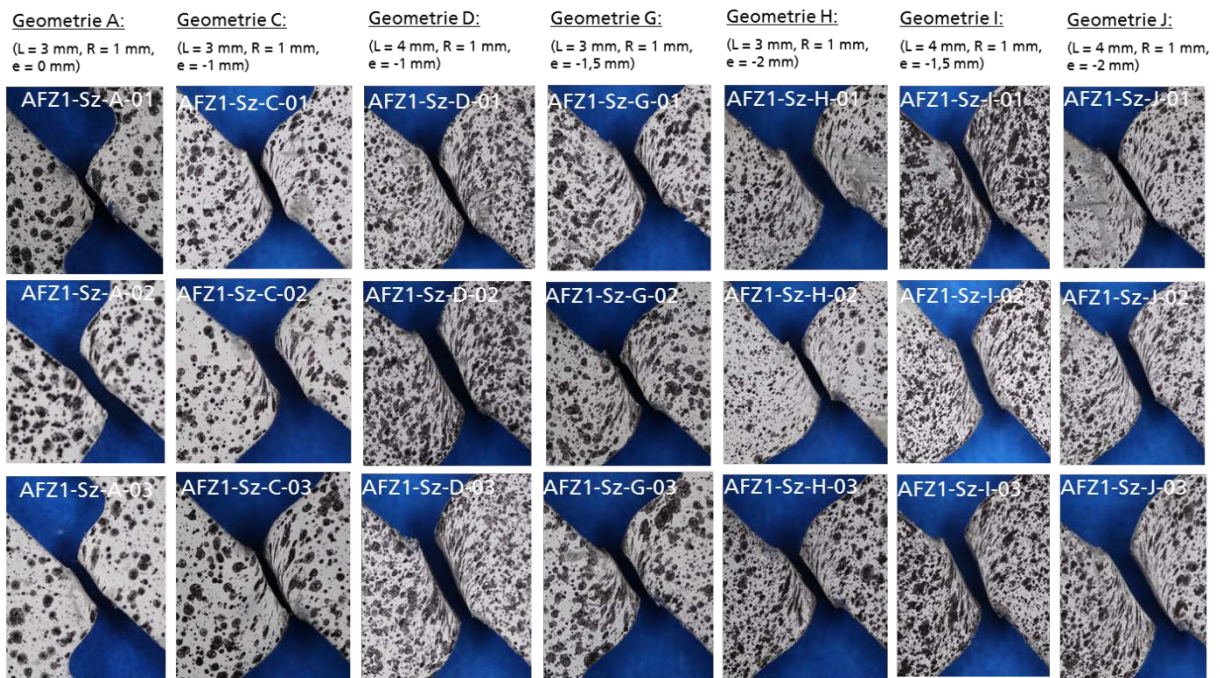 Geometrie A:
(L = 3 mm, R = 1 mm,
e = 0 mm)
Geometrie C:
(L = 3 mm, R = 1 mm,
e = -1 mm)
Geometrie D:
(L = 4 mm, R = 1 mm,
e = -1 mm)
Geometrie G:
(L = 3 mm, R = 1 mm,
e = -1,5 mm)
Geometrie H:
(L = 3 mm, R = 1 mm,
e = -2 mm)
Geometrie I:
(L = 4 mm, R = 1 mm,
e = -1,5 mm)
Geometrie J:
(L = 4 mm, R = 1 mm,
e = -2 mm)
AFZ1-Sz-A-01
AFZ1-Sz-C-01
AFZ1-Sz-D-01
AFZ1-Sz-G-01
AFZ1-Sz-H-01
AFZ1-Sz-I-01
AFZ1-Sz-J-01
AFZ1-Sz-A-02
AFZ1-Sz-C-02
AFZ1-Sz-D-02
AFZ1-Sz-G-02
AFZ1-Sz-H-02
AFZ1-Sz-I-02
AFZ1-Sz-J-02
AFZ1-Sz-A-03
AFZ1-Sz-C-03
AFZ1-Sz-D-03
AFZ1-Sz-G-03
AFZ1-Sz-H-03
AFZ1-Sz-I-03
AFZ1-Sz-J-03